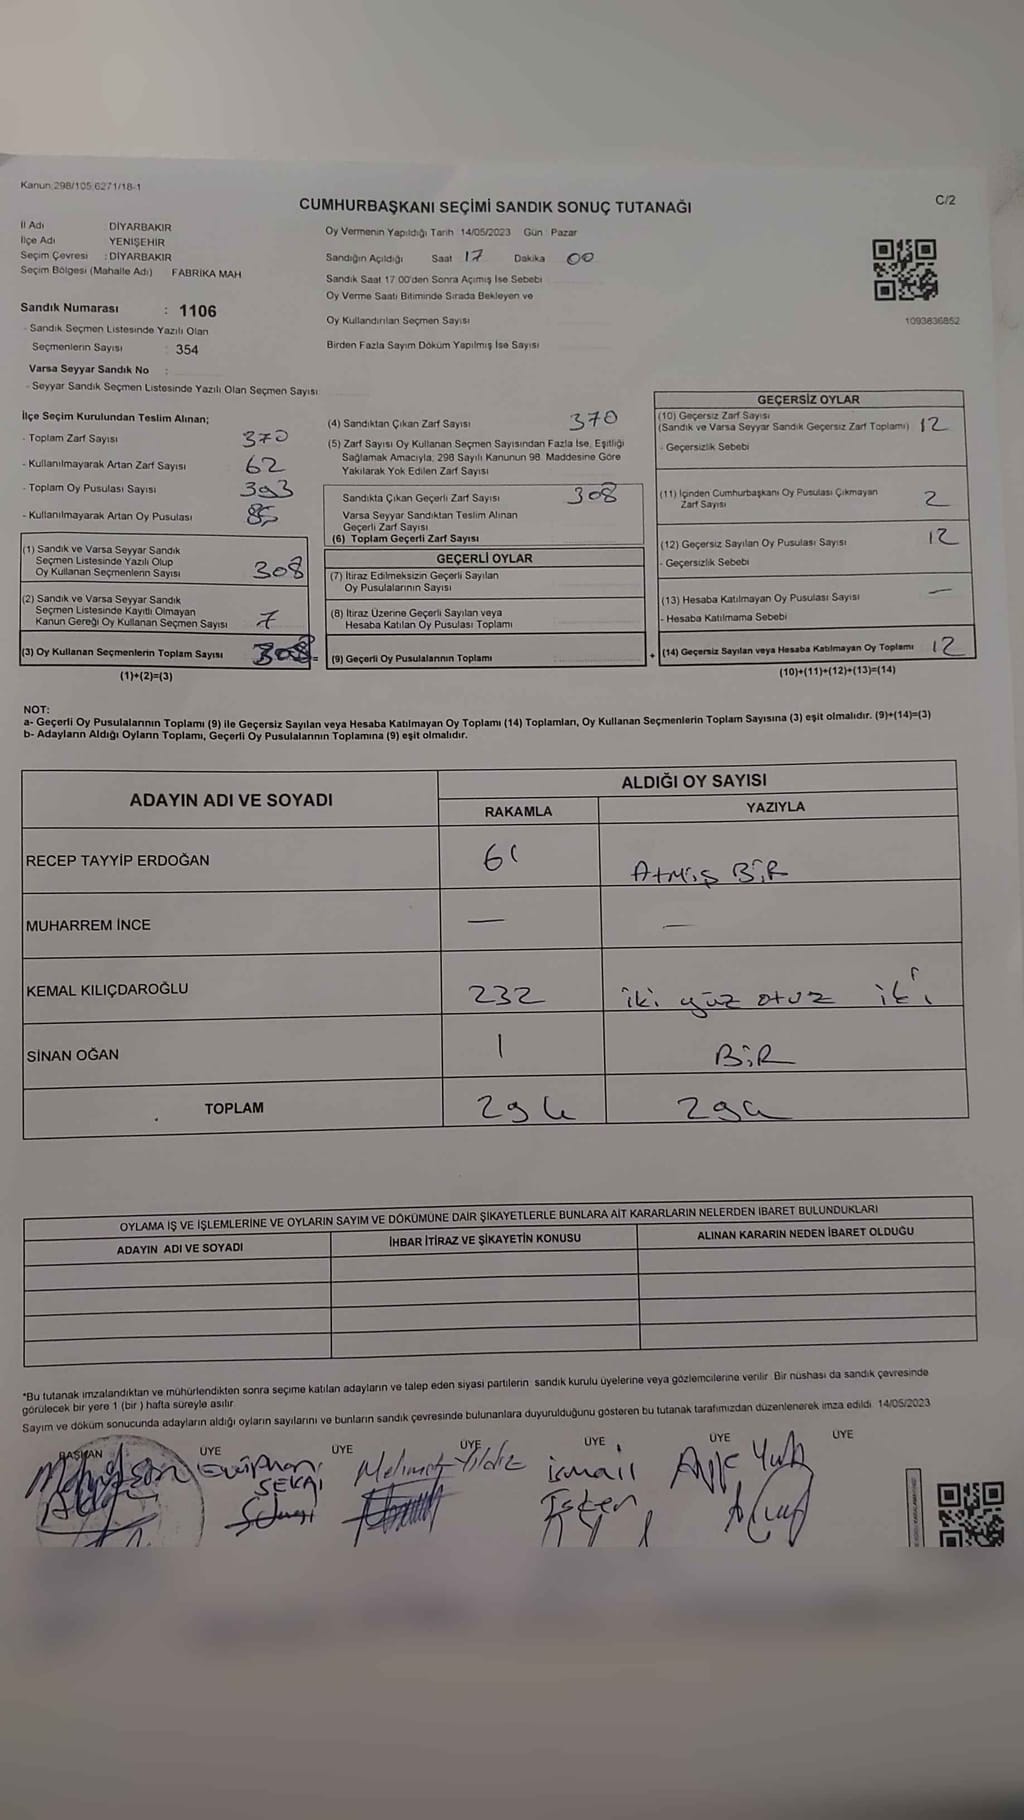 Kanun;298/105;6271/18-1
C/2
CUMHURBAŞKANI SEÇİMİ SANDIK SONUÇ TUTANAĞI
İl Adı : DİYARBAKIR
İlçe Adı : YENİŞEHİR
Seçim Çevresi : DİYARBAKIR
Seçim Bölgesi (Mahalle Adı) FABRİKA MAH
Sandık Numarası : 1106
- Sandık Seçmen Listesinde Yazılı Olan
Seçmenlerin Sayısı : 354
Varsa Seyyar Sandık No :
- Seyyar Sandık Seçmen Listesinde Yazılı Olan Seçmen Sayısı
Oy Vermenin Yapıldığı Tarih : 14/05/2023 Gün : Pazar
Sandığın Açıldığı Saat 17 Dakika 00
Sandık Saat 17:00'den Sonra Açımış İse Sebebi
Oy Verme Saati Bitiminde Sırada Bekleyen ve
Oy Kullandırılan Seçmen Sayısı
Birden Fazla Sayım Döküm Yapılmış İse Sayısı
1093836852
İlçe Seçim Kurulundan Teslim Alınan;
- Toplam Zarf Sayısı 370
- Kullanılmayarak Artan Zarf Sayısı 62
- Toplam Oy Pusulası Sayısı 393
- Kullanılmayarak Artan Oy Pusulası 85
(1) Sandık ve Varsa Seyyar Sandık
Seçmen Listesinde Yazılı Olup
Oy Kullanan Seçmenlerin Sayısı 308
(2) Sandık ve Varsa Seyyar Sandık
Seçmen Listesinde Kayıtlı Olmayan
Kanun Gereği Oy Kullanan Seçmen Sayısı 7
(3) Oy Kullanan Seçmenlerin Toplam Sayısı 308 =
(1)+(2)=(3)
(4) Sandıktan Çıkan Zarf Sayısı 370
(5) Zarf Sayısı Oy Kullanan Seçmen Sayısından Fazla İse, Eşitliği
Sağlamak Amacıyla; 298 Sayılı Kanunun 98. Maddesine Göre
Yakılarak Yok Edilen Zarf Sayısı
Sandıkta Çıkan Geçerli Zarf Sayısı 308
Varsa Seyyar Sandıktan Teslim Alınan
Geçerli Zarf Sayısı
(6) Toplam Geçerli Zarf Sayısı
GEÇERLİ OYLAR
(7) İtiraz Edilmeksizin Geçerli Sayılan
Oy Pusulalarının Sayısı
(8) İtiraz Üzerine Geçerli Sayılan veya
Hesaba Katılan Oy Pusulası Toplamı
(9) Geçerli Oy Pusulalarının Toplamı +
GEÇERSİZ OYLAR
(10) Geçersiz Zarf Sayısı
(Sandık ve Varsa Seyyar Sandık Geçersiz Zarf Toplamı) 12
- Geçersizlik Sebebi
(11) İçinden Cumhurbaşkanı Oy Pusulası Çıkmayan
Zarf Sayısı 2
(12) Geçersiz Sayılan Oy Pusulası Sayısı 12
- Geçersizlik Sebebi
(13) Hesaba Katılmayan Oy Pusulası Sayısı —
- Hesaba Katılmama Sebebi
(14) Geçersiz Sayılan veya Hesaba Katılmayan Oy Toplamı 12
(10)+(11)+(12)+(13)=(14)
NOT:
a- Geçerli Oy Pusulalarının Toplamı (9) ile Geçersiz Sayılan veya Hesaba Katılmayan Oy Toplamı (14) Toplamları, Oy Kullanan Seçmenlerin Toplam Sayısına (3) eşit olmalıdır. (9)+(14)=(3)
b- Adayların Aldığı Oyların Toplamı, Geçerli Oy Pusulalarının Toplamına (9) eşit olmalıdır.
ADAYIN ADI VE SOYADI
ALDIĞI OY SAYISI
RAKAMLA YAZIYLA
RECEP TAYYİP ERDOĞAN 61 Atmış BİR
MUHARREM İNCE — —
KEMAL KILIÇDAROĞLU 232 iki yüz otuz iki
SİNAN OĞAN 1 BİR
TOPLAM 294 294
OYLAMA İŞ VE İŞLEMLERİNE VE OYLARIN SAYIM VE DÖKÜMÜNE DAİR ŞİKAYETLERLE BUNLARA AİT KARARLARIN NELERDEN İBARET BULUNDUKLARI
ADAYIN ADI VE SOYADI İHBAR İTİRAZ VE ŞİKAYETİN KONUSU ALINAN KARARIN NEDEN İBARET OLDUĞU
*Bu tutanak imzalandıktan ve mühürlendikten sonra seçime katılan adayların ve talep eden siyasi partilerin sandık kurulu üyelerine veya gözlemcilerine verilir. Bir nüshası da sandık çevresinde
görülecek bir yere 1 (bir) hafta süreyle asılır.
Sayım ve döküm sonucunda adayların aldığı oyların sayılarını ve bunların sandık çevresinde bulunanlara duyurulduğunu gösteren bu tutanak tarafımızdan düzenlenerek imza edildi. 14/05/2023
BAŞKAN ÜYE ÜYE ÜYE ÜYE ÜYE ÜYE
Mehmet Yıldız ismail